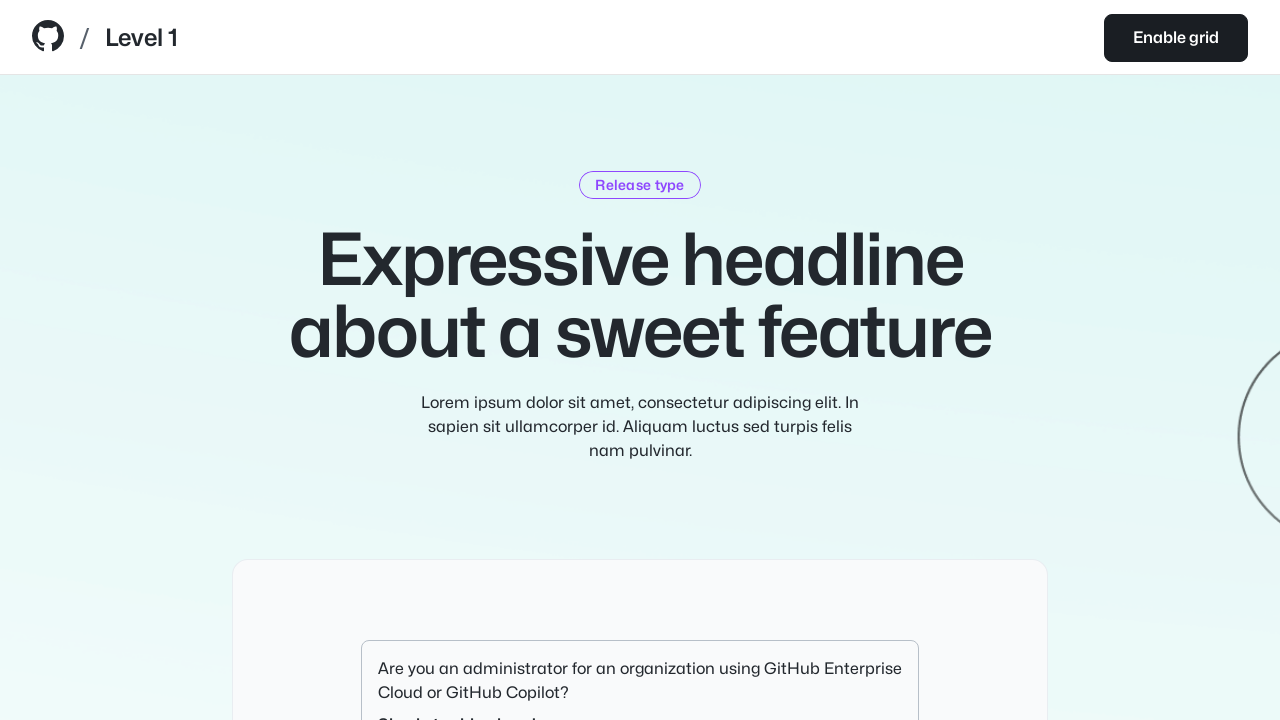 / Level 1
Enable grid
Release type
Expressive headline
about a sweet feature
Lorem ipsum dolor sit amet, consectetur adipiscing elit. In
sapien sit ullamcorper id. Aliquam luctus sed turpis felis
nam pulvinar.
Are you an administrator for an organization using GitHub Enterprise
Cloud or GitHub Copilot?